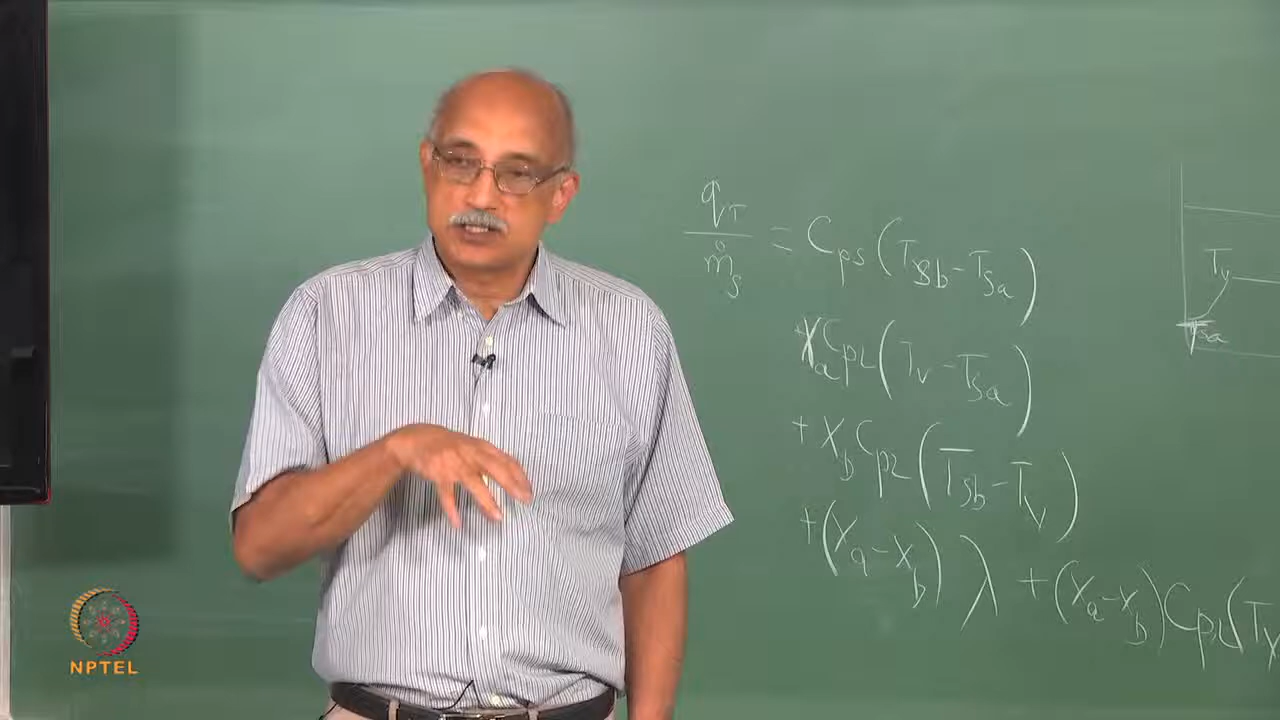 q_T / ṁ_s = C_ps (T_sb - T_sa)
+ X_a C_pL (T_v - T_sa)
+ X_b C_pL (T_sb - T_v)
+ (X_a - X_b) λ + (X_a - X_b) C_p
T_v
T_sa
NPTEL